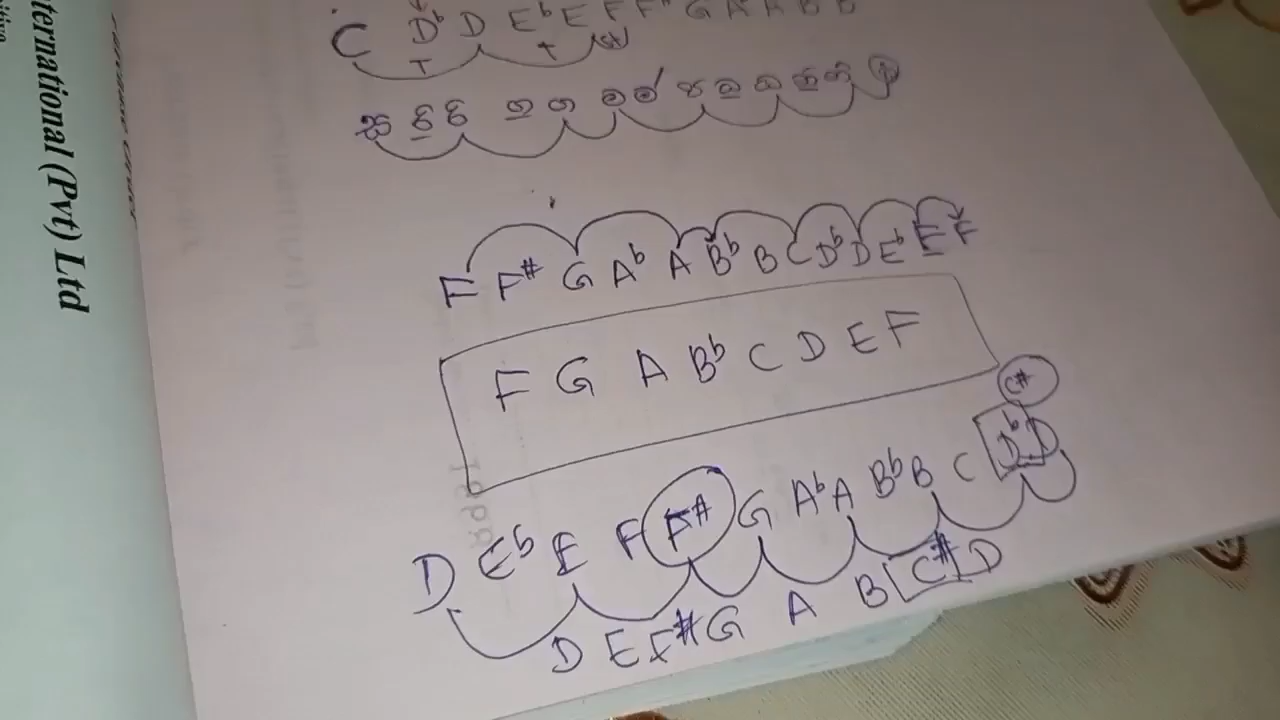 C D♭ D E♭ E F F# G A A B B
T T
ස රි රි ග ග ම ම ප ධ ධ නි නි ස
F F# G A♭ A B♭ B C D♭ D E♭ E F
F G A B♭ C D E F
C#
D E♭ E F F# G A♭ A B♭ B C D♭ D
D E F# G A B C# D
ternational (Pvt) Ltd